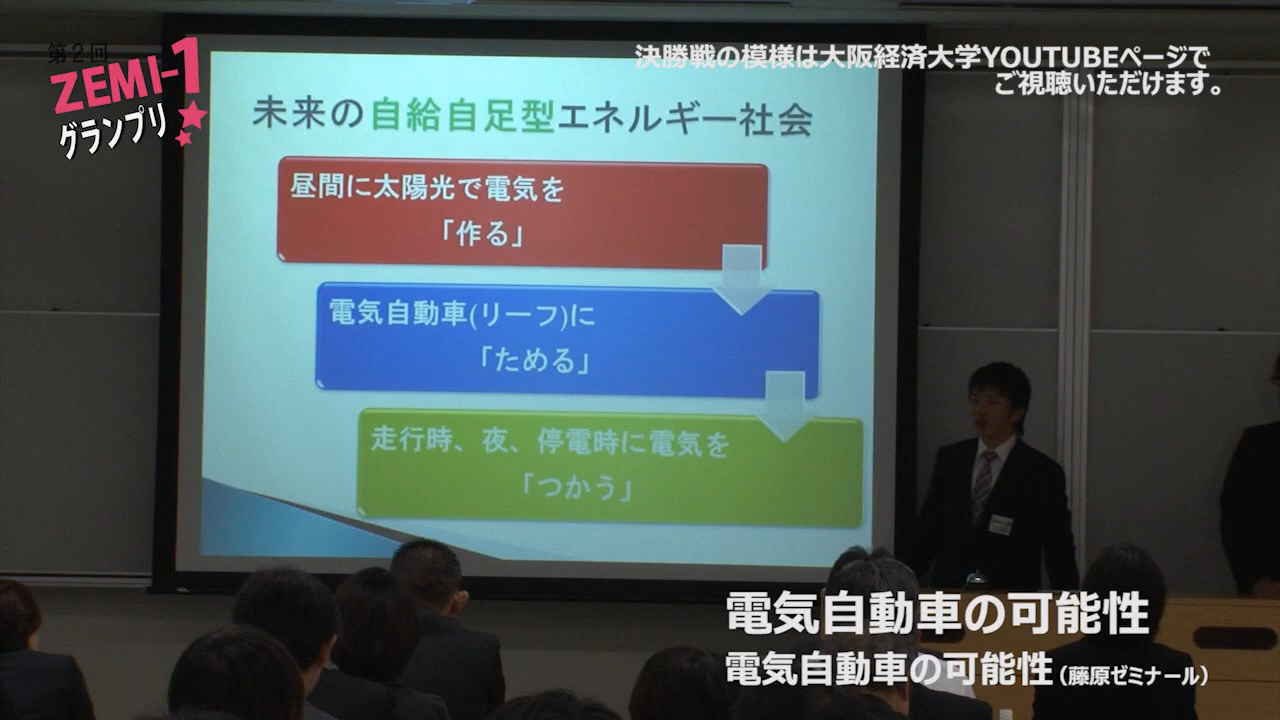 第2回
ZEMI-1
グランプリ
決勝戦の模様は大阪経済大学YOUTUBEページで
ご視聴いただけます。
未来の自給自足型エネルギー社会
昼間に太陽光で電気を
「作る」
電気自動車(リーフ)に
「ためる」
走行時、夜、停電時に電気を
「つかう」
電気自動車の可能性
電気自動車の可能性（藤原ゼミナール）